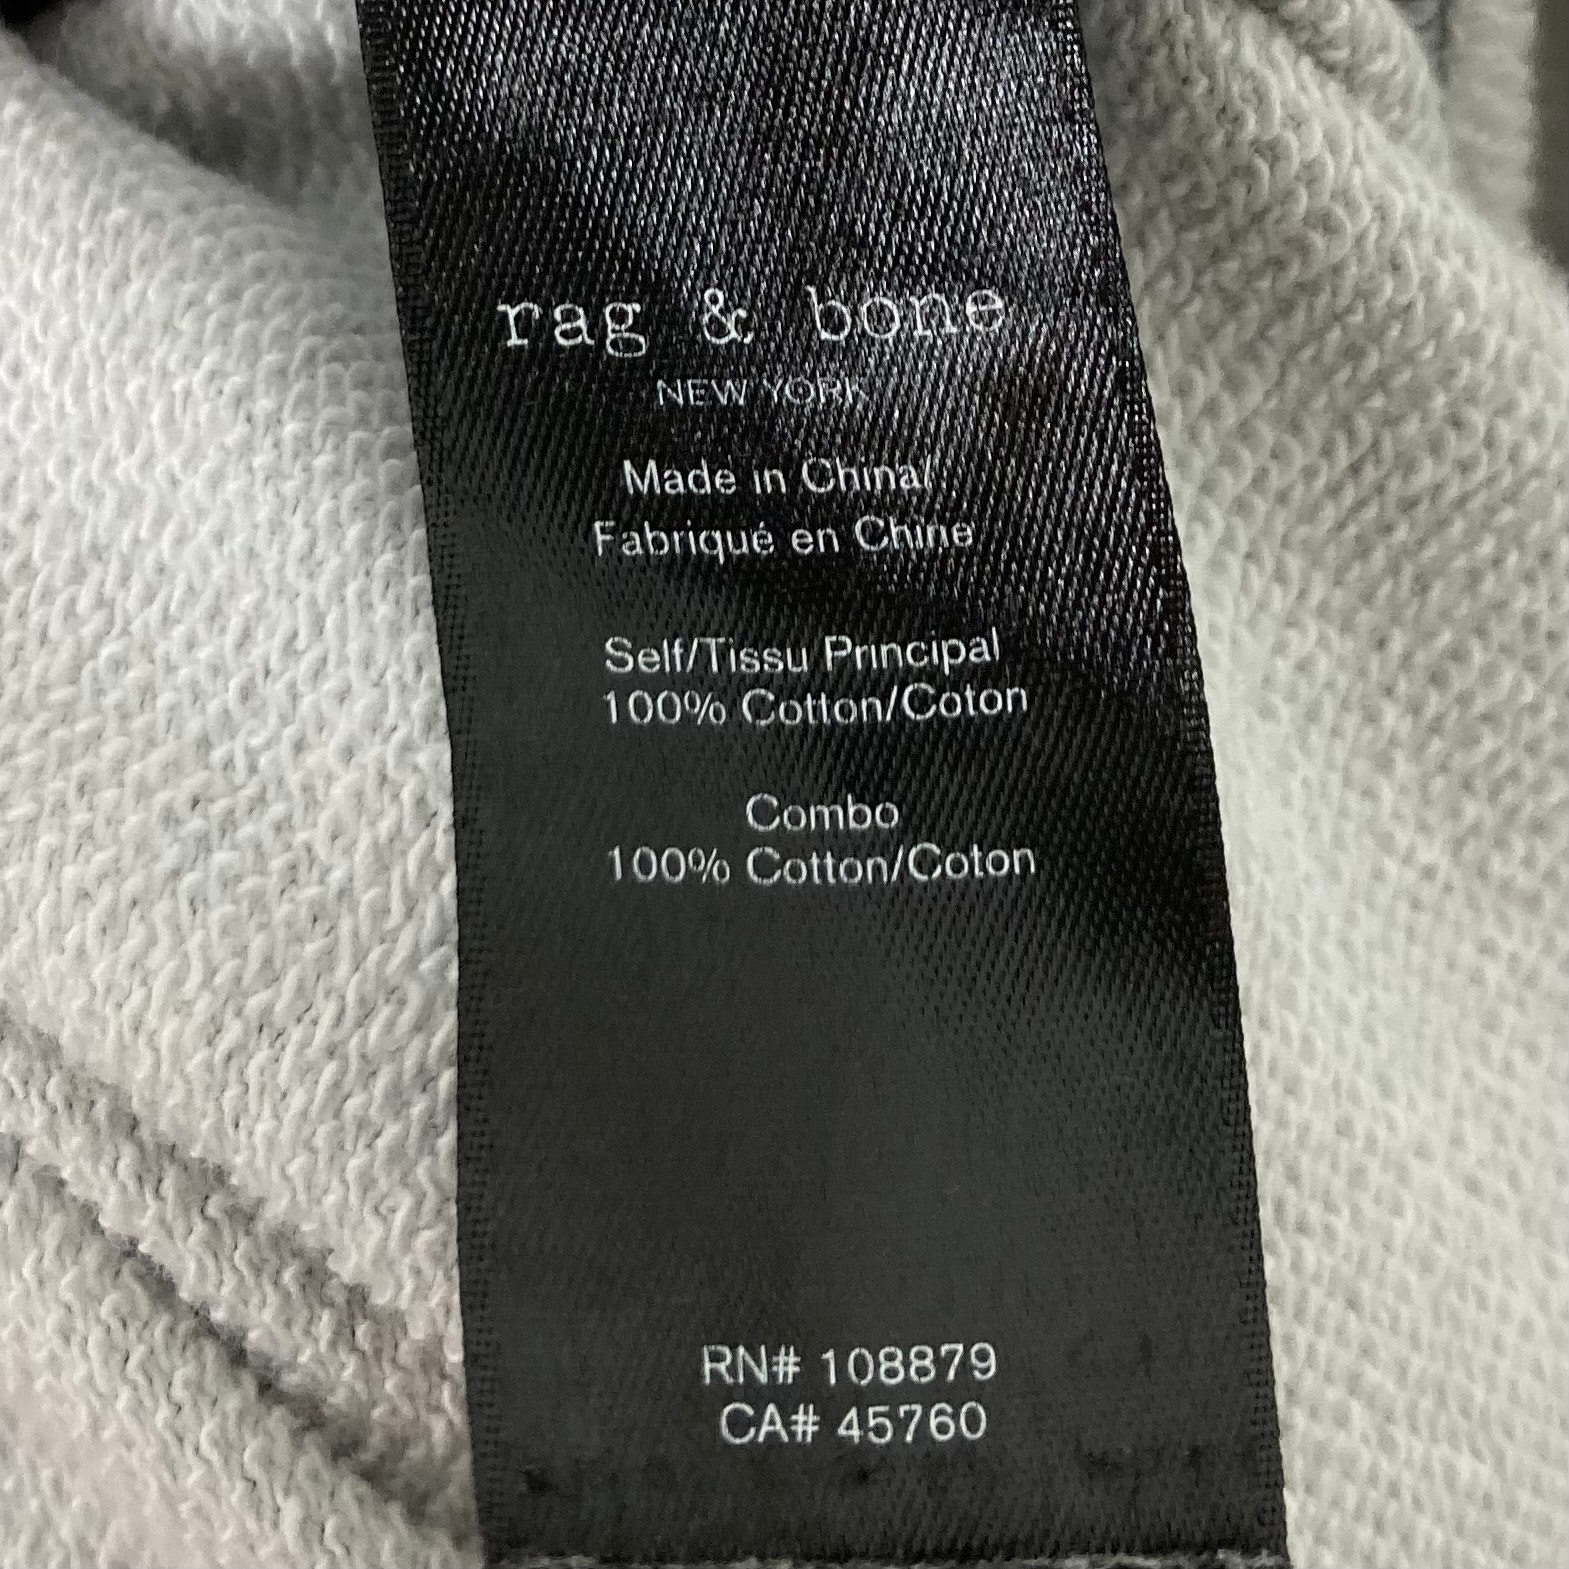 rag & bone
NEW YORK
Made in China
Fabriqué en Chine
Self/Tissu Principal
100% Cotton/Coton
Combo
100% Cotton/Coton
RN# 108879
CA# 45760